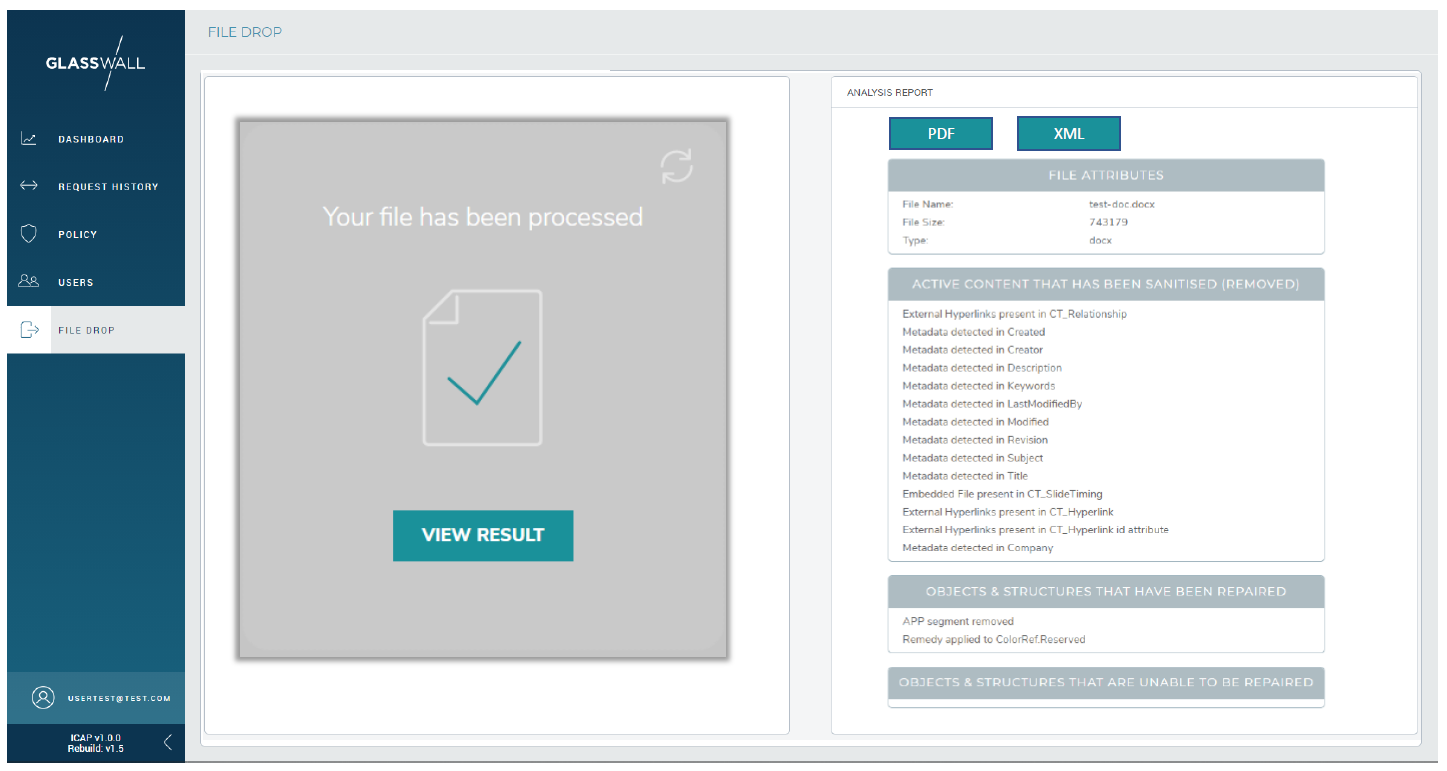 GLASSWALL
DASHBOARD
REQUEST HISTORY
POLICY
USERS
FILE DROP
USERTEST@TEST.COM
ICAP v1.0.0
Rebuild: v1.5
FILE DROP
Your file has been processed
VIEW RESULT
ANALYSIS REPORT
PDF XML
FILE ATTRIBUTES
File Name: test-doc.docx
File Size: 743179
Type: docx
ACTIVE CONTENT THAT HAS BEEN SANITISED (REMOVED)
External Hyperlinks present in CT_Relationship
Metadata detected in Created
Metadata detected in Creator
Metadata detected in Description
Metadata detected in Keywords
Metadata detected in LastModifiedBy
Metadata detected in Modified
Metadata detected in Revision
Metadata detected in Subject
Metadata detected in Title
Embedded File present in CT_SlideTiming
External Hyperlinks present in CT_Hyperlink
External Hyperlinks present in CT_Hyperlink id attribute
Metadata detected in Company
OBJECTS & STRUCTURES THAT HAVE BEEN REPAIRED
APP segment removed
Remedy applied to ColorRef.Reserved
OBJECTS & STRUCTURES THAT ARE UNABLE TO BE REPAIRED